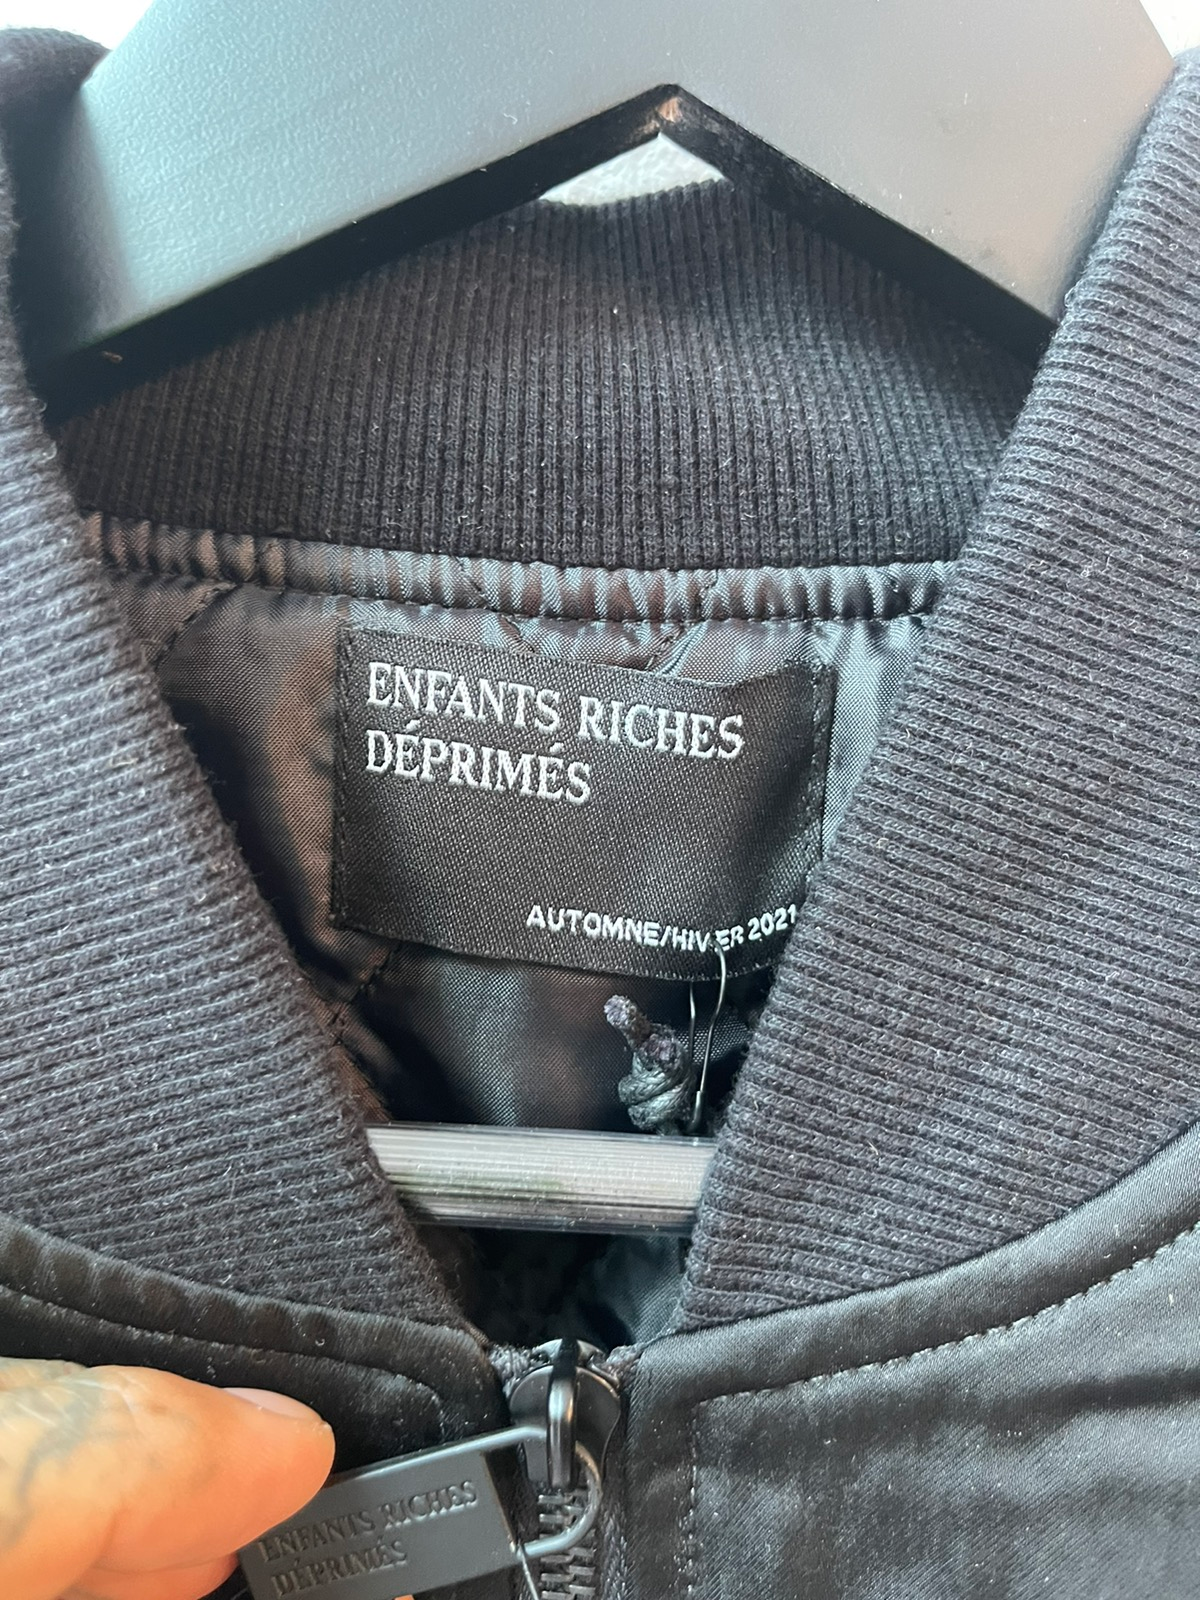 ENFANTS RICHES
DÉPRIMÉS
AUTOMNE/HIVER 2021
ENFANTS RICHES
DÉPRIMÉS